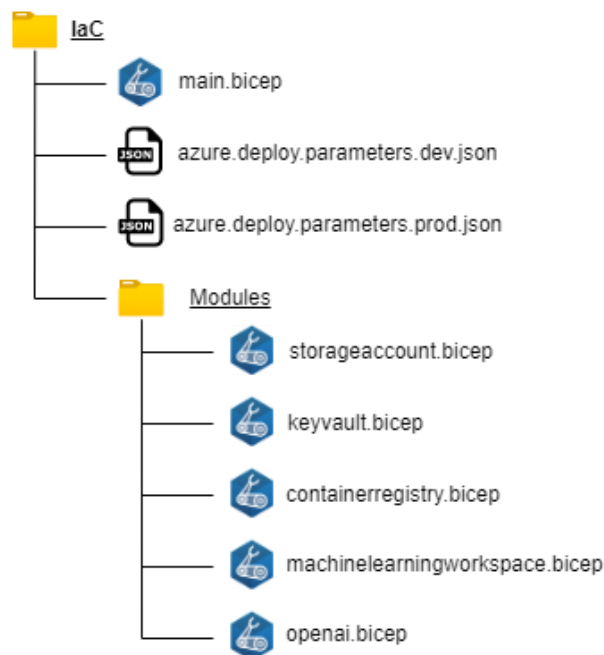 IaC
main.bicep
JSON
azure.deploy.parameters.dev.json
JSON
azure.deploy.parameters.prod.json
Modules
storageaccount.bicep
keyvault.bicep
containerregistry.bicep
machinelearningworkspace.bicep
openai.bicep